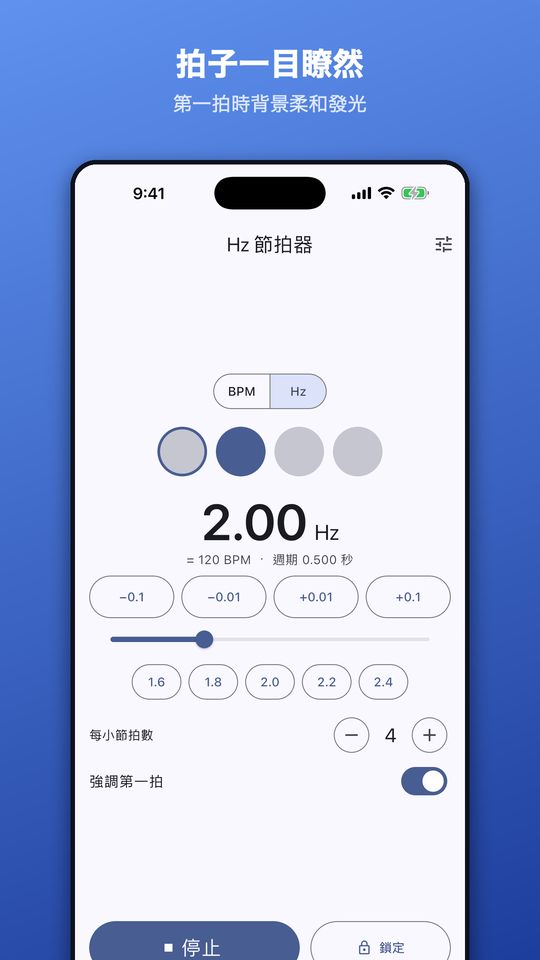 拍子一目瞭然
第一拍時背景柔和發光
9:41
Hz 節拍器
BPM Hz
2.00 Hz
= 120 BPM · 週期 0.500 秒
−0.1 −0.01 +0.01 +0.1
1.6 1.8 2.0 2.2 2.4
每小節拍數 − 4 +
強調第一拍
停止 鎖定